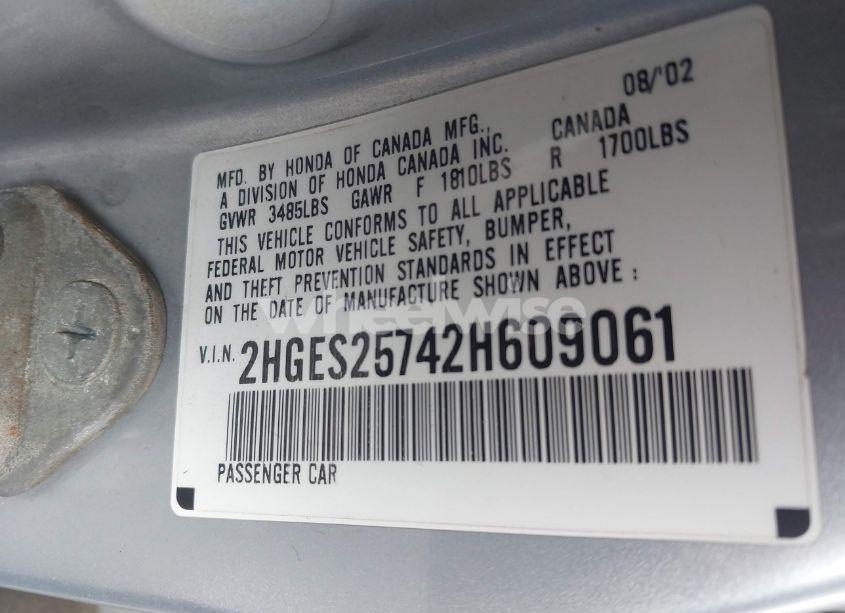 08/02
MFD. BY HONDA OF CANADA MFG.,
A DIVISION OF HONDA CANADA INC. CANADA
GVWR 3485LBS GAWR F 1810LBS R 1700LBS
THIS VEHICLE CONFORMS TO ALL APPLICABLE
FEDERAL MOTOR VEHICLE SAFETY, BUMPER,
AND THEFT PREVENTION STANDARDS IN EFFECT
ON THE DATE OF MANUFACTURE SHOWN ABOVE :
wheelwise
V.I.N. 2HGES25742H609061
PASSENGER CAR